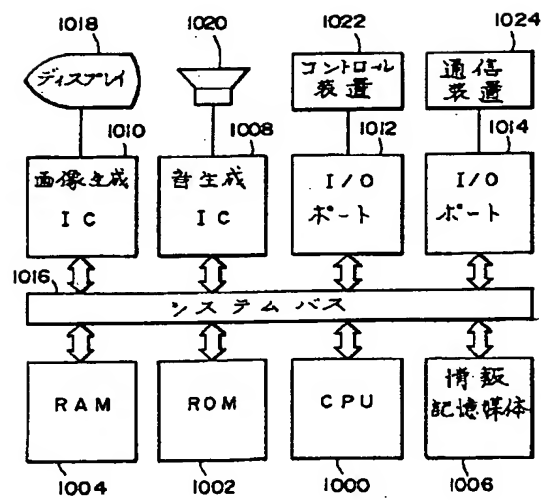 1018
1020
1022
1024
ディスプレイ
コントロール
装置
通信
装置
1010
1008
1012
1014
画像生成
IC
音生成
IC
I/O
ポート
I/O
ポート
1016
システムバス
RAM
ROM
CPU
情報
記憶媒体
1004
1002
1000
1006